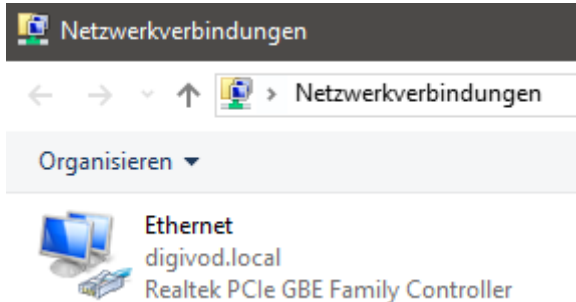 Netzwerkverbindungen
Netzwerkverbindungen
Organisieren
Ethernet
digivod.local
Realtek PCIe GBE Family Controller